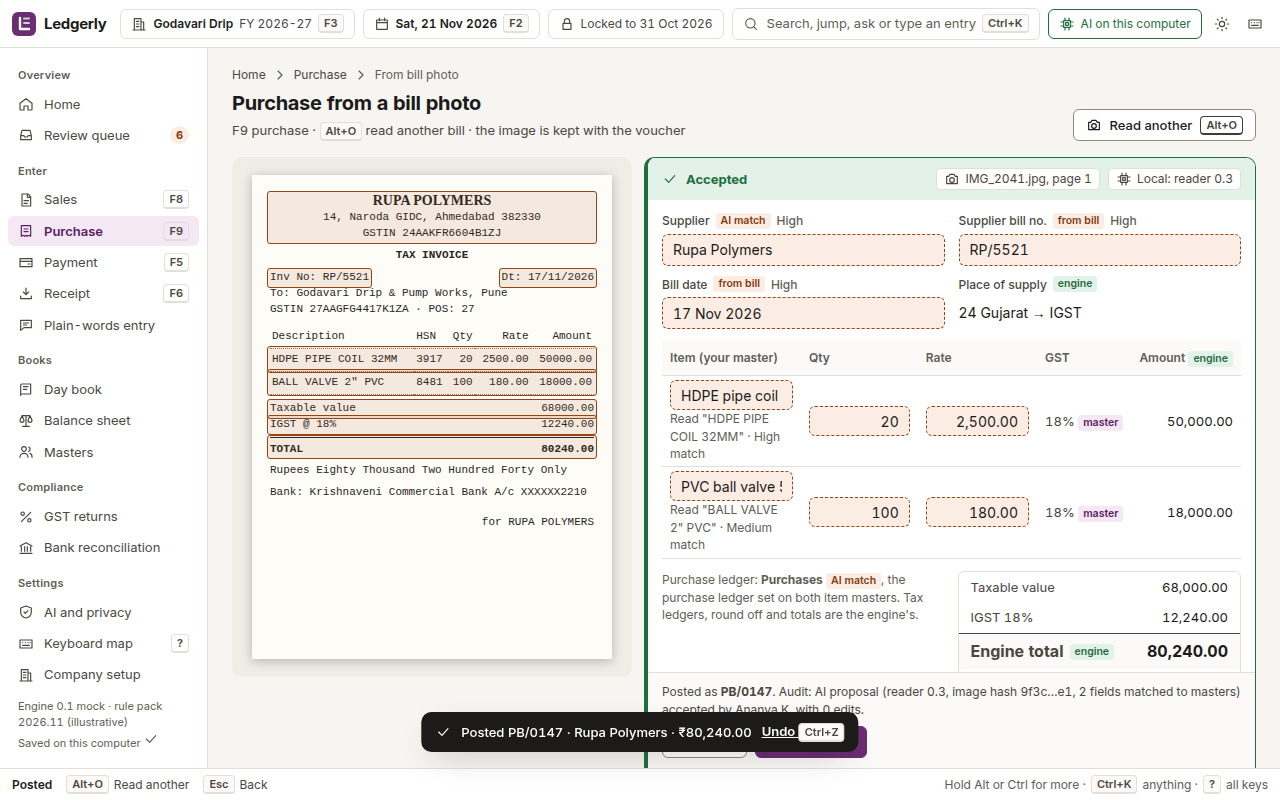 Ledgerly
Godavari Drip FY 2026-27 F3
Sat, 21 Nov 2026 F2
Locked to 31 Oct 2026
Search, jump, ask or type an entry Ctrl+K
AI on this computer
Overview
Home
Review queue 6
Enter
Sales F8
Purchase F9
Payment F5
Receipt F6
Plain-words entry
Books
Day book
Balance sheet
Masters
Compliance
GST returns
Bank reconciliation
Settings
AI and privacy
Keyboard map ?
Company setup
Engine 0.1 mock · rule pack
2026.11 (illustrative)
Saved on this computer
Home > Purchase > From bill photo
Purchase from a bill photo
F9 purchase · Alt+O read another bill · the image is kept with the voucher
Read another Alt+O
RUPA POLYMERS
14, Naroda GIDC, Ahmedabad 382330
GSTIN 24AAKFR6604B1ZJ
TAX INVOICE
Inv No: RP/5521 Dt: 17/11/2026
To: Godavari Drip & Pump Works, Pune
GSTIN 27AAGFG4417K1ZA · POS: 27
Description HSN Qty Rate Amount
HDPE PIPE COIL 32MM 3917 20 2500.00 50000.00
BALL VALVE 2" PVC 8481 100 180.00 18000.00
Taxable value 68000.00
IGST @ 18% 12240.00
TOTAL 80240.00
Rupees Eighty Thousand Two Hundred Forty Only
Bank: Krishnaveni Commercial Bank A/c XXXXXX2210
for RUPA POLYMERS
Accepted
IMG_2041.jpg, page 1
Local: reader 0.3
Supplier AI match High
Rupa Polymers
Supplier bill no. from bill High
RP/5521
Bill date from bill High
17 Nov 2026
Place of supply engine
24 Gujarat → IGST
Item (your master) Qty Rate GST Amount engine
HDPE pipe coil 20 2,500.00 18% master 50,000.00
Read "HDPE PIPE
COIL 32MM" · High
match
PVC ball valve 100 180.00 18% master 18,000.00
Read "BALL VALVE
2" PVC" · Medium
match
Purchase ledger: Purchases AI match, the
purchase ledger set on both item masters. Tax
ledgers, round off and totals are the engine's.
Taxable value 68,000.00
IGST 18% 12,240.00
Engine total engine 80,240.00
Posted as PB/0147. Audit: AI proposal (reader 0.3, image hash 9f3c...e1, 2 fields matched to masters)
accepted by Ananya K. with 0 edits.
Posted PB/0147 · Rupa Polymers · ₹80,240.00 Undo Ctrl+Z
Posted Alt+O Read another Esc Back
Hold Alt or Ctrl for more · Ctrl+K anything · ? all keys